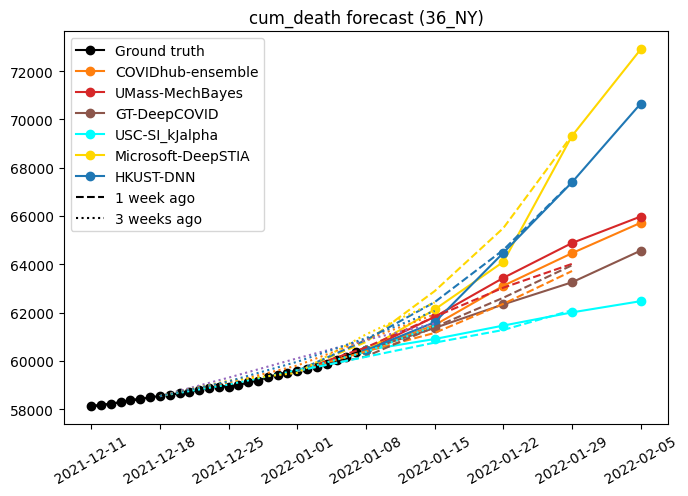 cum_death forecast (36_NY)
Ground truth
COVIDhub-ensemble
UMass-MechBayes
GT-DeepCOVID
USC-SI_kJalpha
Microsoft-DeepSTIA
HKUST-DNN
1 week ago
3 weeks ago
72000
70000
68000
66000
64000
62000
60000
58000
2021-12-11
2021-12-18
2021-12-25
2022-01-01
2022-01-08
2022-01-15
2022-01-22
2022-01-29
2022-02-05